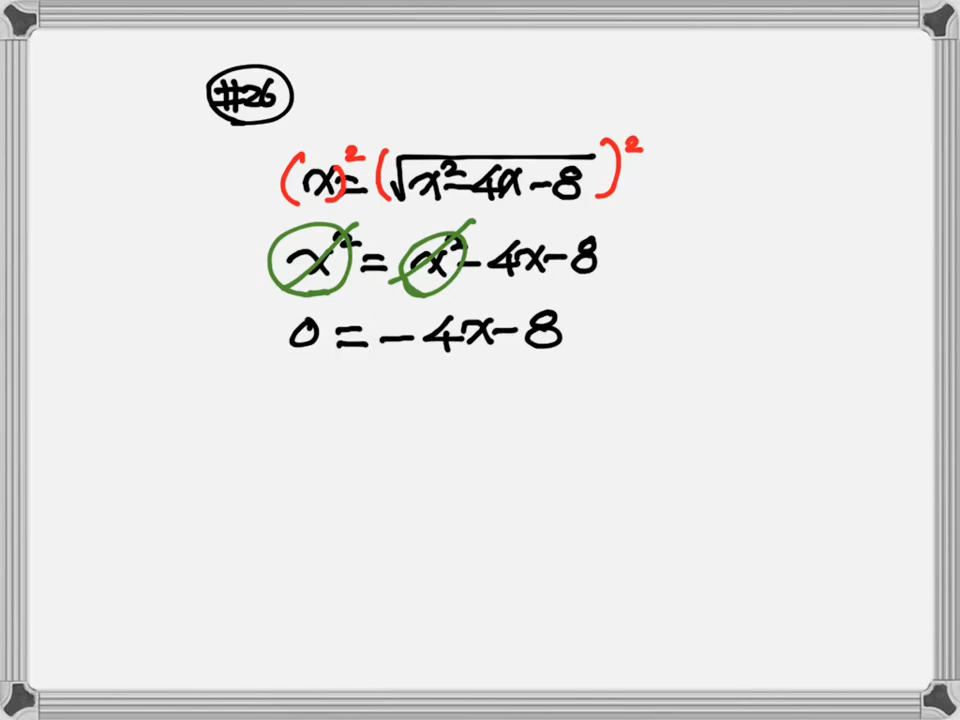 #26
(x)² = (√x²-4x-8)²
x² = x² - 4x - 8
0 = -4x - 8